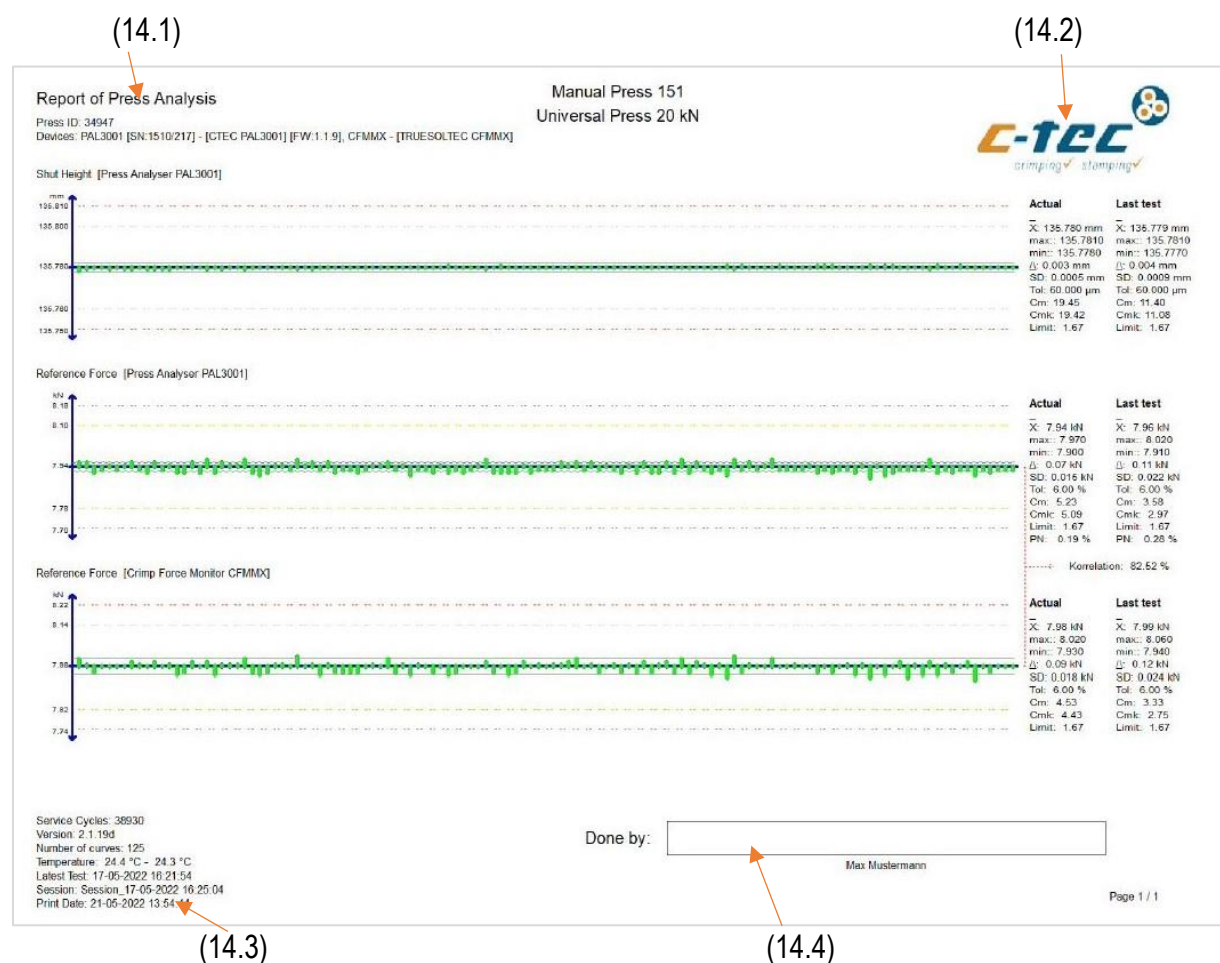 (14.1)
(14.2)
Report of Press Analysis
Manual Press 151
Universal Press 20 kN
Press ID: 34947
Devices: PAL3001 [SN:1510/217] - [CTEC PAL3001] [FW:1.1.9], CFMMX - [TRUESOLTEC CFMMX]
c-tec
crimping✓ stamping✓
Shut Height [Press Analyser PAL3001]
mm
135.810
135.800
135.780
135.760
135.750
Actual Last test
X: 135.780 mm X: 135.779 mm
max:: 135.7810 max:: 135.7810
min:: 135.7780 min:: 135.7770
Δ: 0.003 mm Δ: 0.004 mm
SD: 0.0005 mm SD: 0.0009 mm
Tol: 60.000 µm Tol: 60.000 µm
Cm: 19.45 Cm: 11.40
Cmk: 19.42 Cmk: 11.08
Limit: 1.67 Limit: 1.67
Reference Force [Press Analyser PAL3001]
kN
8.18
8.10
7.94
7.78
7.70
Actual Last test
X: 7.94 kN X: 7.96 kN
max:: 7.970 max:: 8.020
min:: 7.900 min:: 7.910
Δ: 0.07 kN Δ: 0.11 kN
SD: 0.015 kN SD: 0.022 kN
Tol: 6.00 % Tol: 6.00 %
Cm: 5.23 Cm: 3.58
Cmk: 5.09 Cmk: 2.97
Limit: 1.67 Limit: 1.67
PN: 0.19 % PN: 0.28 %
Korrelation: 82.52 %
Reference Force [Crimp Force Monitor CFMMX]
kN
8.22
8.14
7.98
7.82
7.74
Actual Last test
X: 7.98 kN X: 7.99 kN
max:: 8.020 max:: 8.060
min:: 7.930 min:: 7.940
Δ: 0.09 kN Δ: 0.12 kN
SD: 0.018 kN SD: 0.024 kN
Tol: 6.00 % Tol: 6.00 %
Cm: 4.53 Cm: 3.33
Cmk: 4.43 Cmk: 2.75
Limit: 1.67 Limit: 1.67
Service Cycles: 38930
Version: 2.1.19d
Number of curves: 125
Temperature: 24.4 °C - 24.3 °C
Latest Test: 17-05-2022 16:21:54
Session: Session_17-05-2022 16:25:04
Print Date: 21-05-2022 13:54:44
Done by:
Max Mustermann
Page 1 / 1
(14.3)
(14.4)